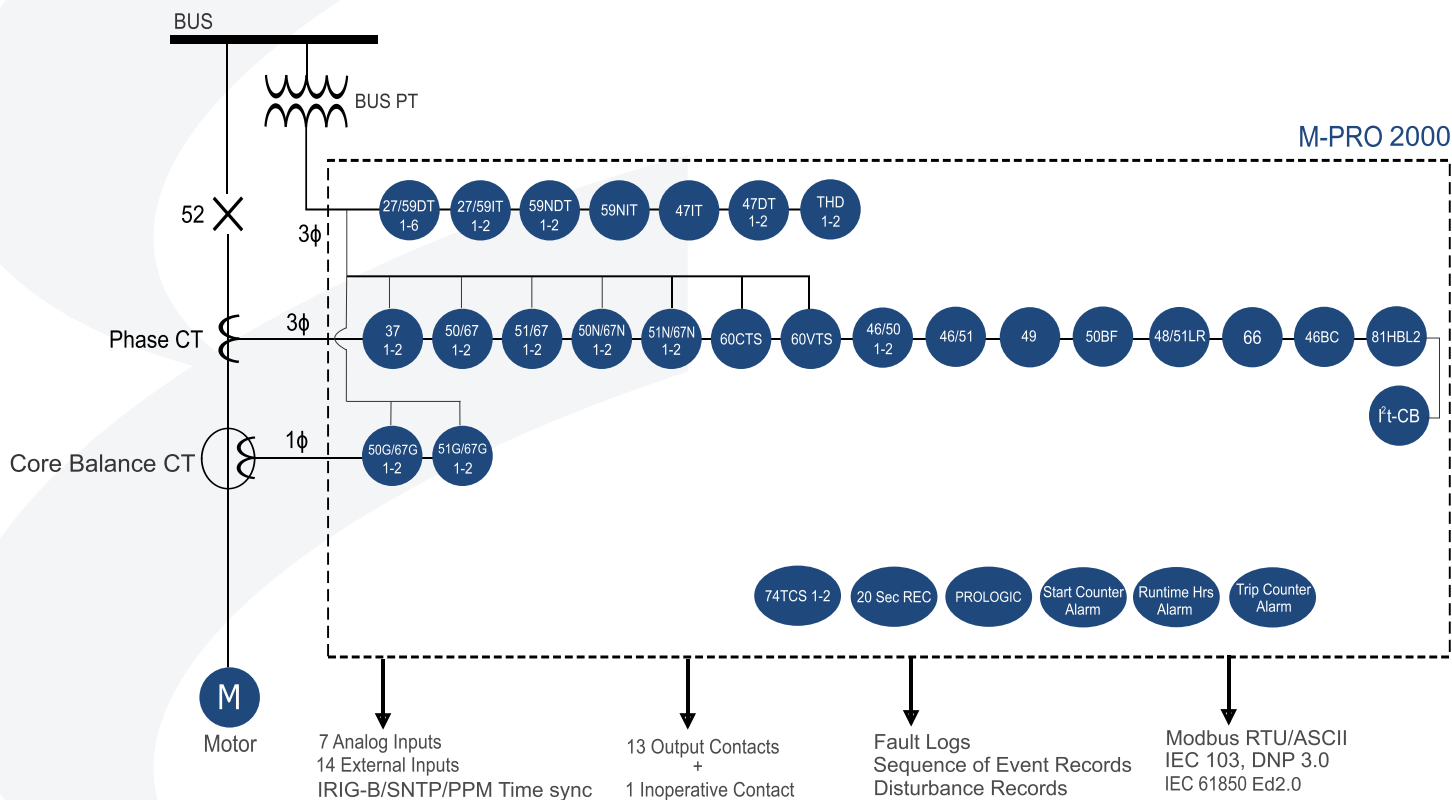 BUS
BUS PT
M-PRO 2000
52
3ϕ
27/59DT
1-6
27/59IT
1-2
59NDT
1-2
59NIT
47IT
47DT
1-2
THD
1-2
Phase CT
3ϕ
37
1-2
50/67
1-2
51/67
1-2
50N/67N
1-2
51N/67N
1-2
60CTS
60VTS
46/50
1-2
46/51
49
50BF
48/51LR
66
46BC
81HBL2
I²t-CB
Core Balance CT
1ϕ
50G/67G
1-2
51G/67G
1-2
74TCS 1-2
20 Sec REC
PROLOGIC
Start Counter
Alarm
Runtime Hrs
Alarm
Trip Counter
Alarm
M
Motor
7 Analog Inputs
14 External Inputs
IRIG-B/SNTP/PPM Time sync
13 Output Contacts
+
1 Inoperative Contact
Fault Logs
Sequence of Event Records
Disturbance Records
Modbus RTU/ASCII
IEC 103, DNP 3.0
IEC 61850 Ed2.0